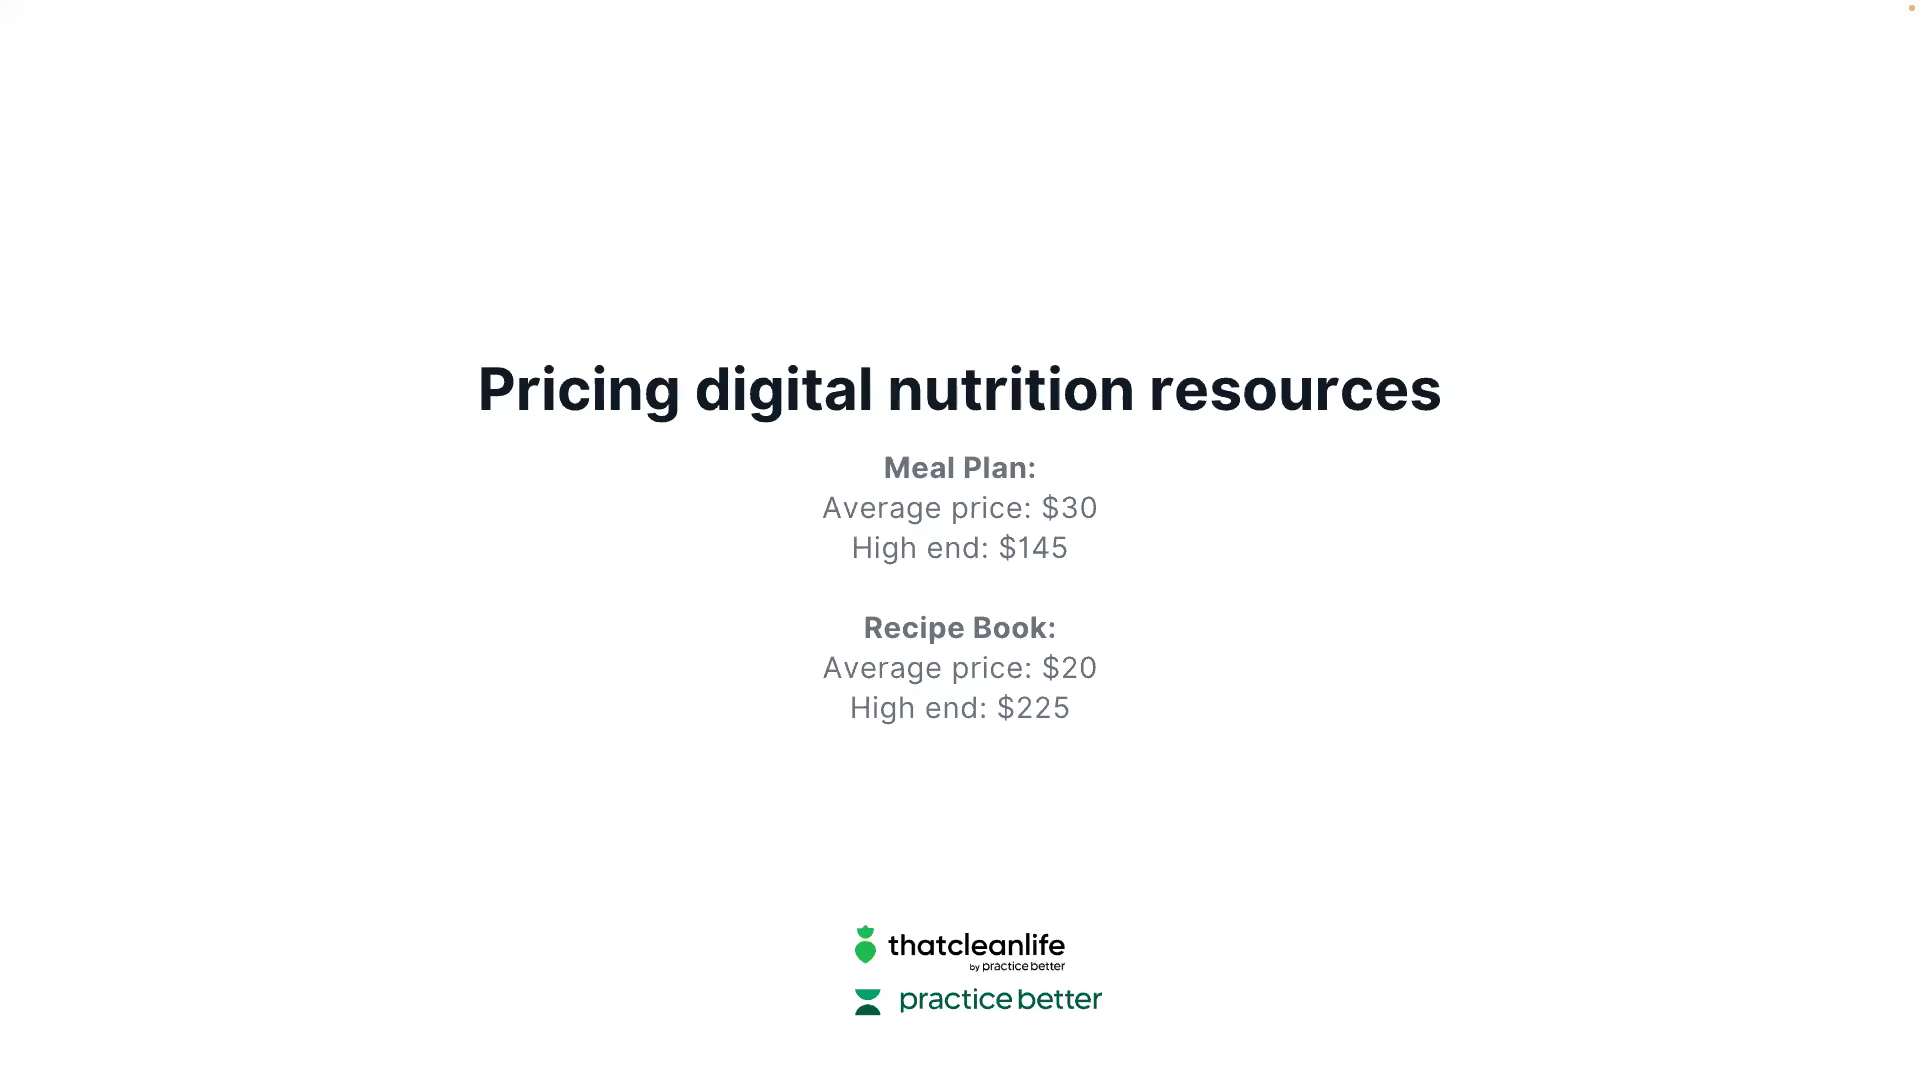 Pricing digital nutrition resources
Meal Plan:
Average price: $30
High end: $145
Recipe Book:
Average price: $20
High end: $225
thatcleanlife
by practice better
practice better